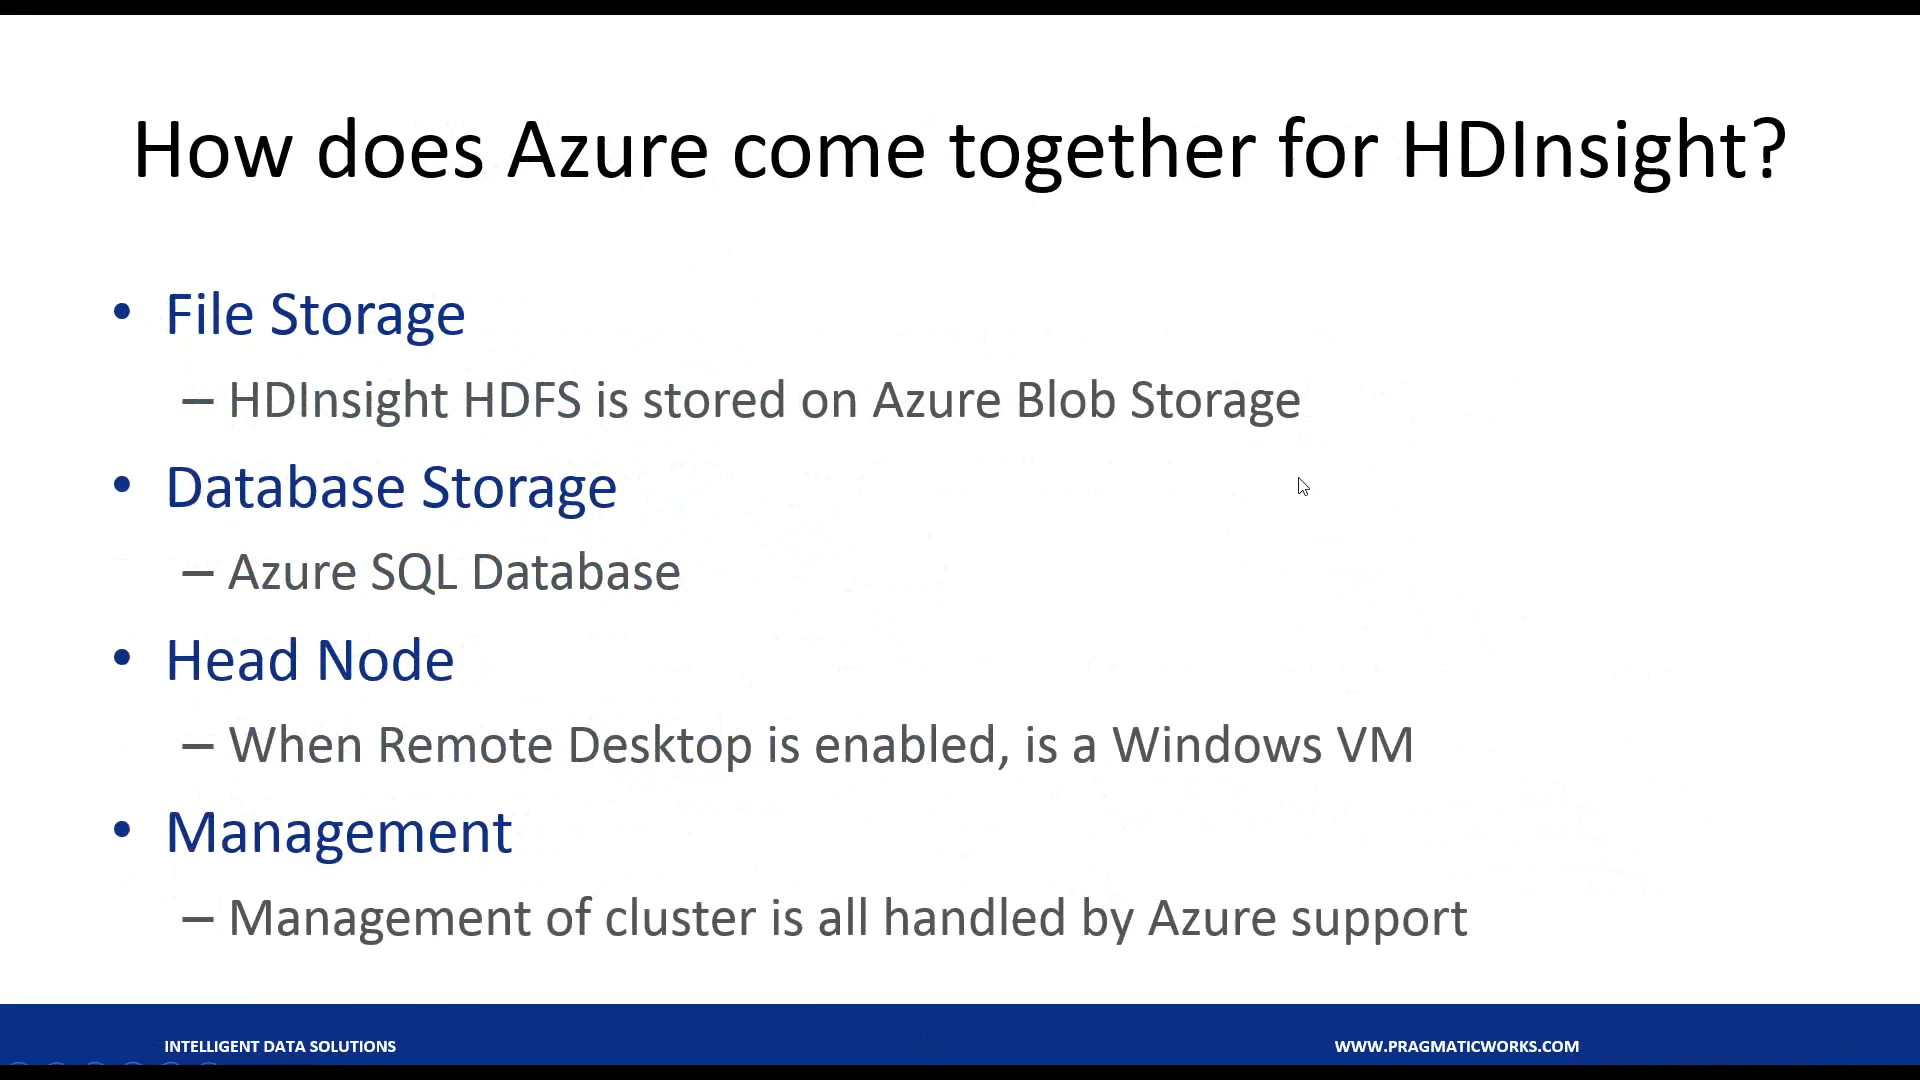 How does Azure come together for HDInsight?
• File Storage
– HDInsight HDFS is stored on Azure Blob Storage
• Database Storage
– Azure SQL Database
• Head Node
– When Remote Desktop is enabled, is a Windows VM
• Management
– Management of cluster is all handled by Azure support
INTELLIGENT DATA SOLUTIONS
WWW.PRAGMATICWORKS.COM